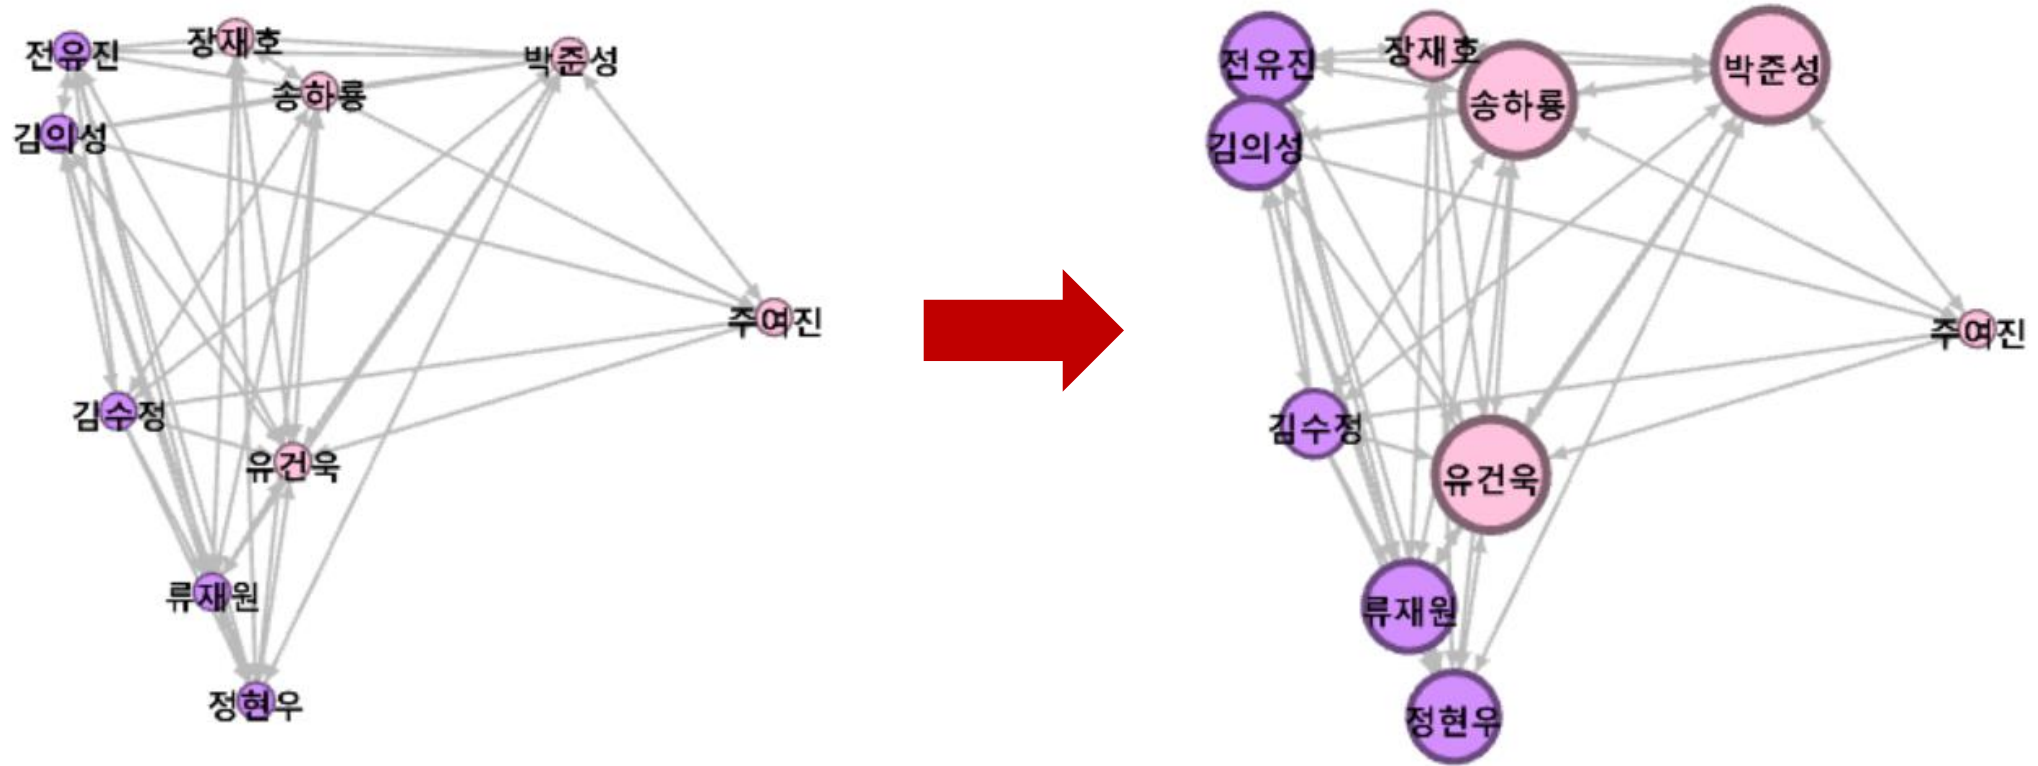 전유진
장재호
박준성
송하룡
김의성
주여진
김수정
유건욱
류재원
정현우
전유진
장재호
박준성
송하룡
김의성
주여진
김수정
유건욱
류재원
정현우